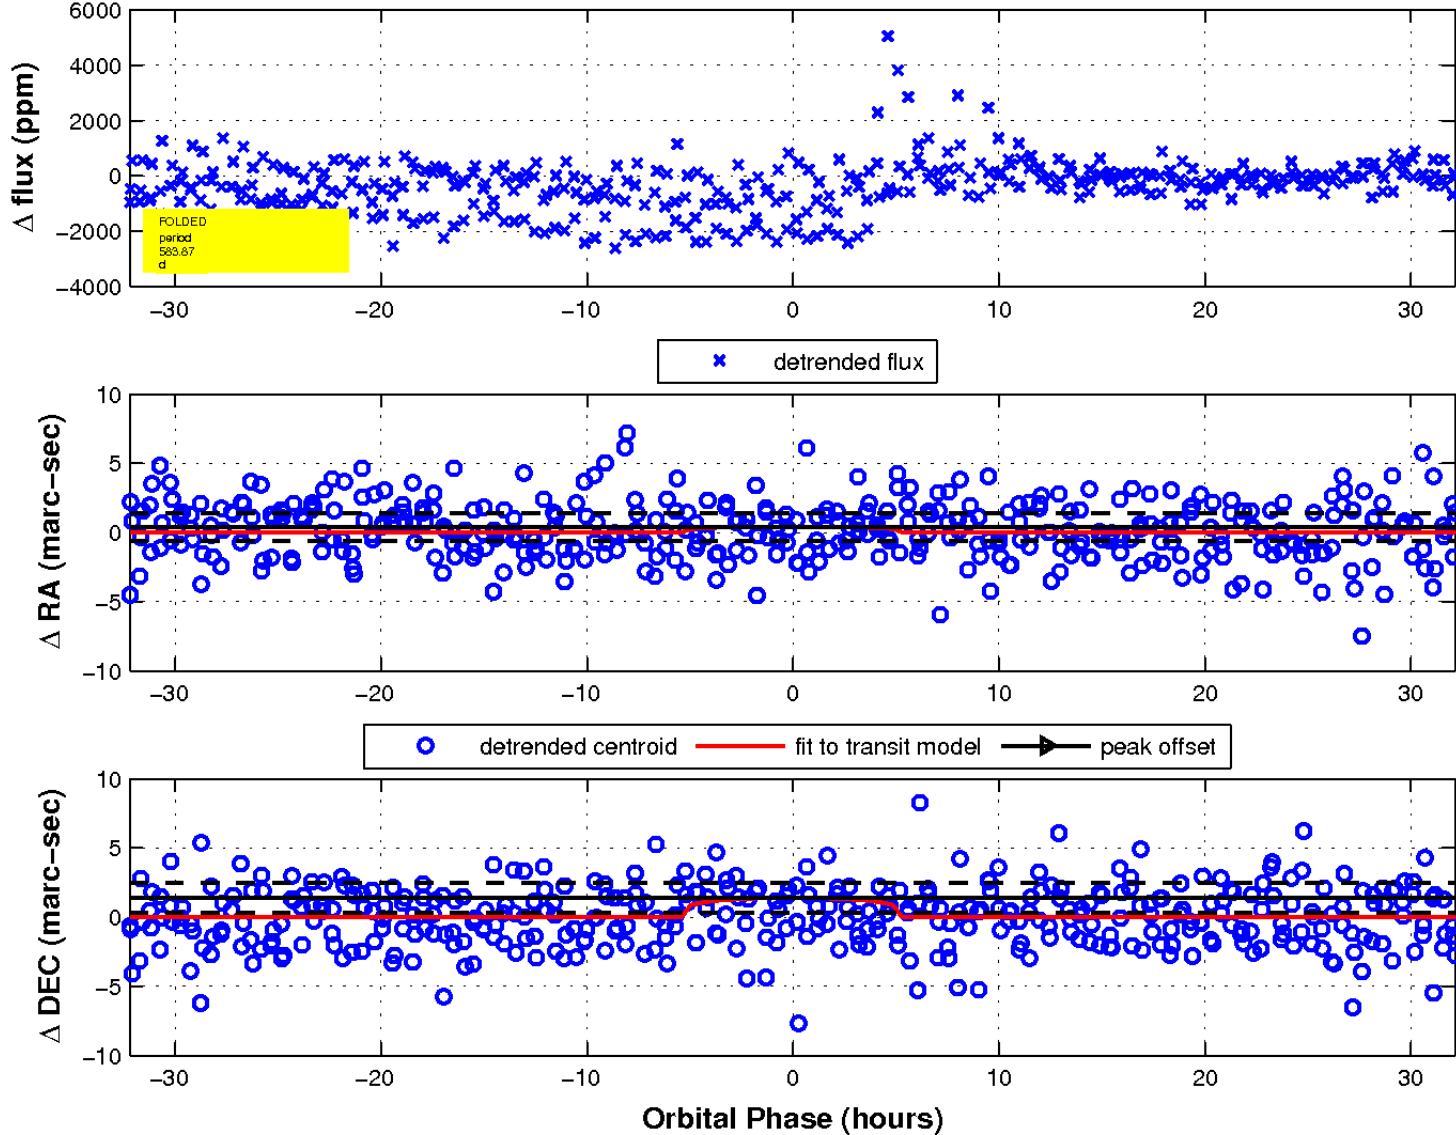 6000
4000
2000
0
−2000
−4000
Δ flux (ppm)
FOLDED
period
583.87
d
−30 −20 −10 0 10 20 30
detrended flux
10
5
0
−5
−10
Δ RA (marc−sec)
−30 −20 −10 0 10 20 30
detrended centroid fit to transit model peak offset
10
5
0
−5
−10
Δ DEC (marc−sec)
−30 −20 −10 0 10 20 30
Orbital Phase (hours)